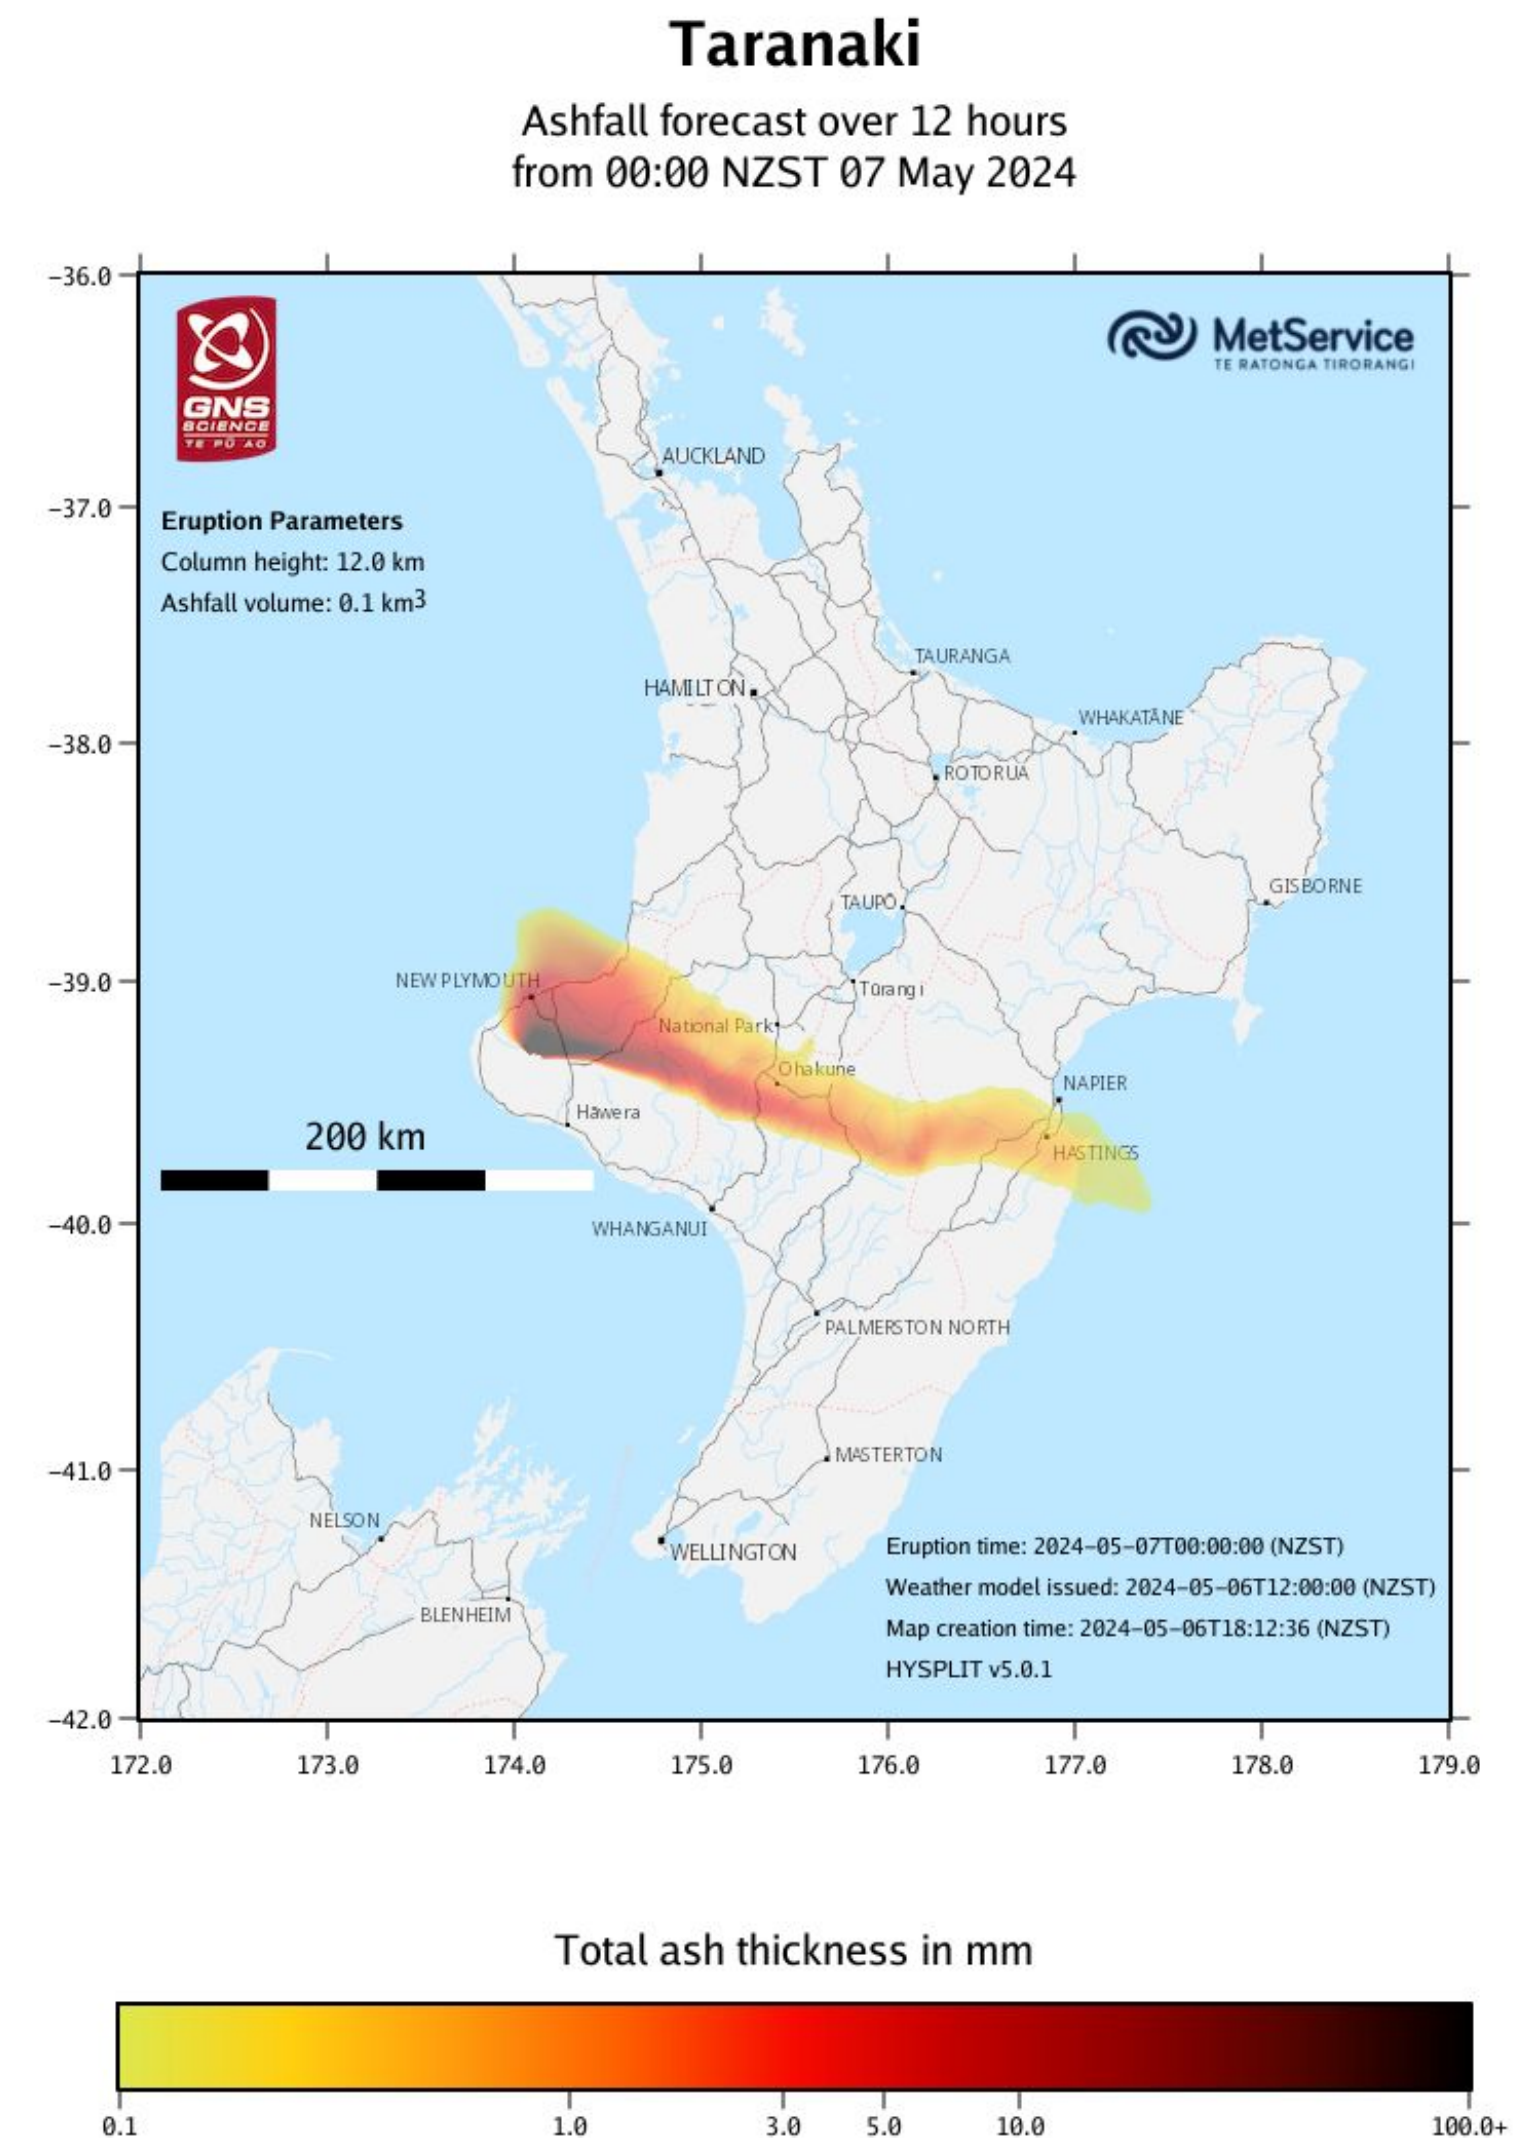 Taranaki
Ashfall forecast over 12 hours
from 00:00 NZST 07 May 2024
−36.0
−37.0
−38.0
−39.0
−40.0
−41.0
−42.0
GNS
SCIENCE
TE PŪ AO
MetService
TE RATONGA TIRORANGI
Eruption Parameters
Column height: 12.0 km
Ashfall volume: 0.1 km³
AUCKLAND
TAURANGA
HAMILTON
WHAKATĀNE
ROTORUA
GISBORNE
TAUPŌ
NEW PLYMOUTH
Tūrangi
National Park
Ohakune
NAPIER
Hāwera
HASTINGS
200 km
WHANGANUI
PALMERSTON NORTH
MASTERTON
NELSON
WELLINGTON
BLENHEIM
Eruption time: 2024−05−07T00:00:00 (NZST)
Weather model issued: 2024−05−06T12:00:00 (NZST)
Map creation time: 2024−05−06T18:12:36 (NZST)
HYSPLIT v5.0.1
172.0 173.0 174.0 175.0 176.0 177.0 178.0 179.0
Total ash thickness in mm
0.1 1.0 3.0 5.0 10.0 100.0+